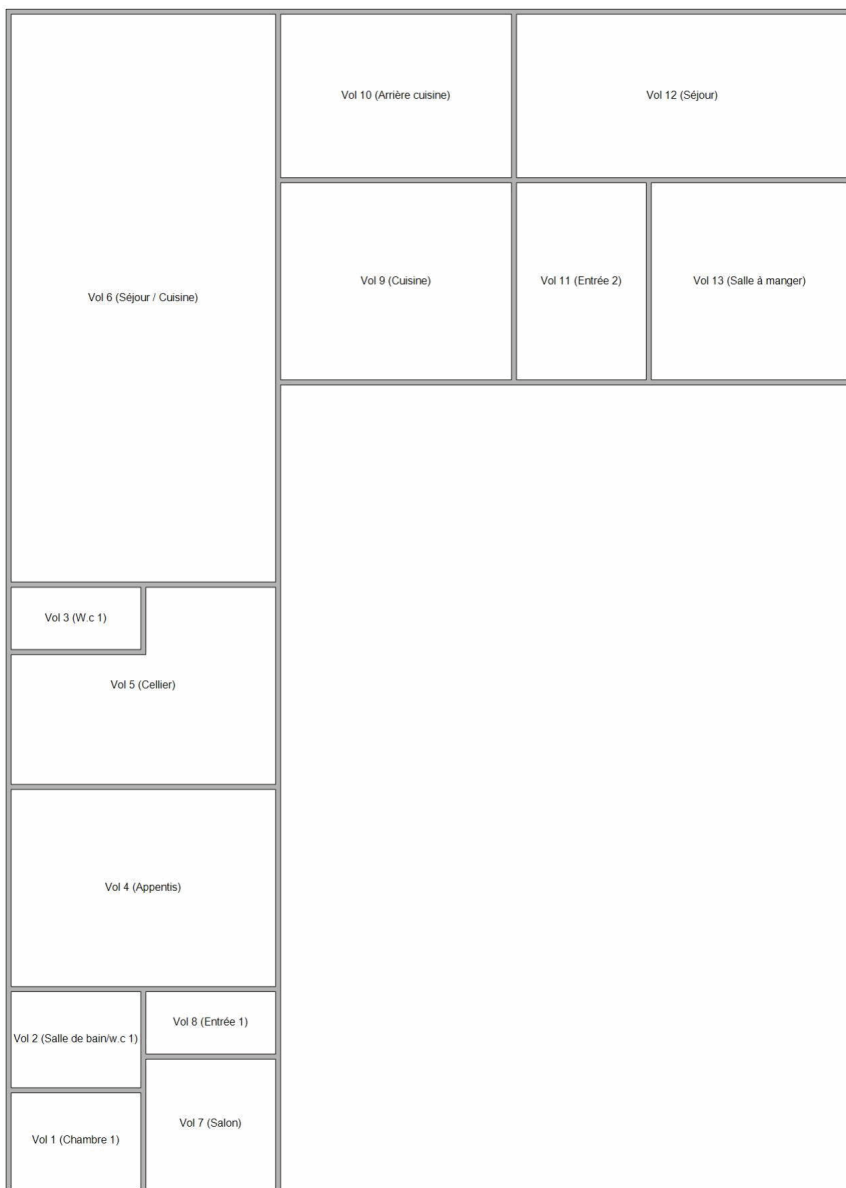 Vol 10 (Arrière cuisine)
Vol 12 (Séjour)
Vol 6 (Séjour / Cuisine)
Vol 9 (Cuisine)
Vol 11 (Entrée 2)
Vol 13 (Salle à manger)
Vol 3 (W.c 1)
Vol 5 (Cellier)
Vol 4 (Appentis)
Vol 2 (Salle de bain/w.c 1)
Vol 8 (Entrée 1)
Vol 1 (Chambre 1)
Vol 7 (Salon)